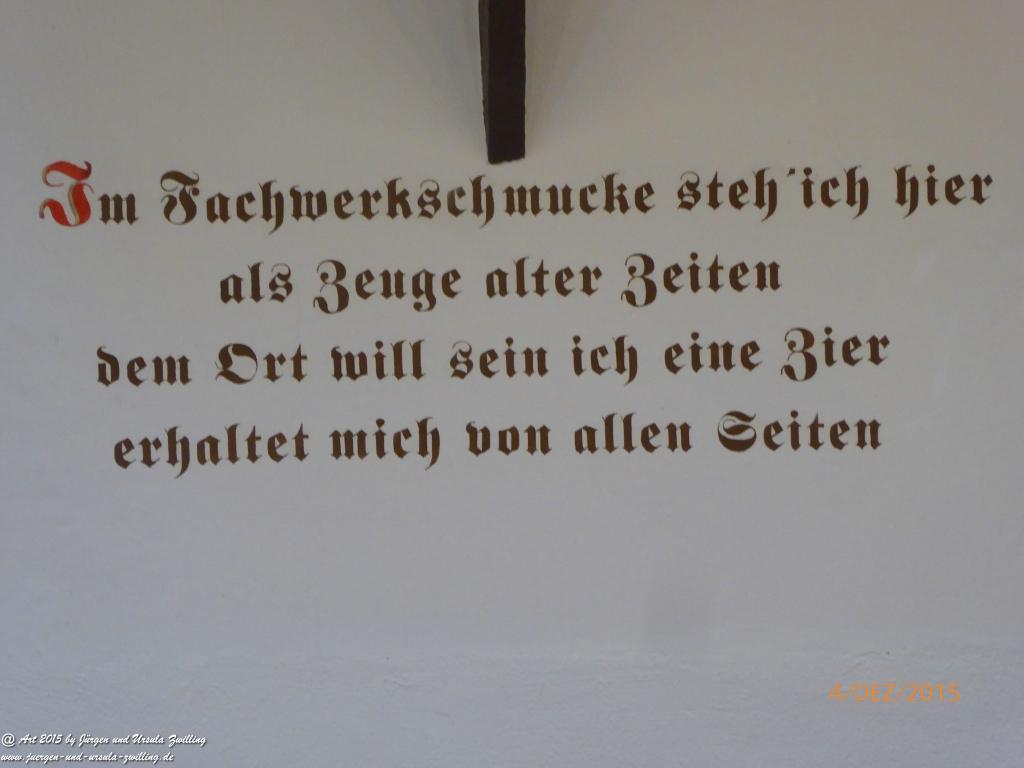 Im Fachwerkschmucke steh'ich hier
als Zeuge alter Zeiten
dem Ort will sein ich eine Zier
erhaltet mich von allen Seiten
4/DEZ/2015
@ Art 2015 by Jürgen und Ursula Zwilling
www.juergen-und-ursula-zwilling.de